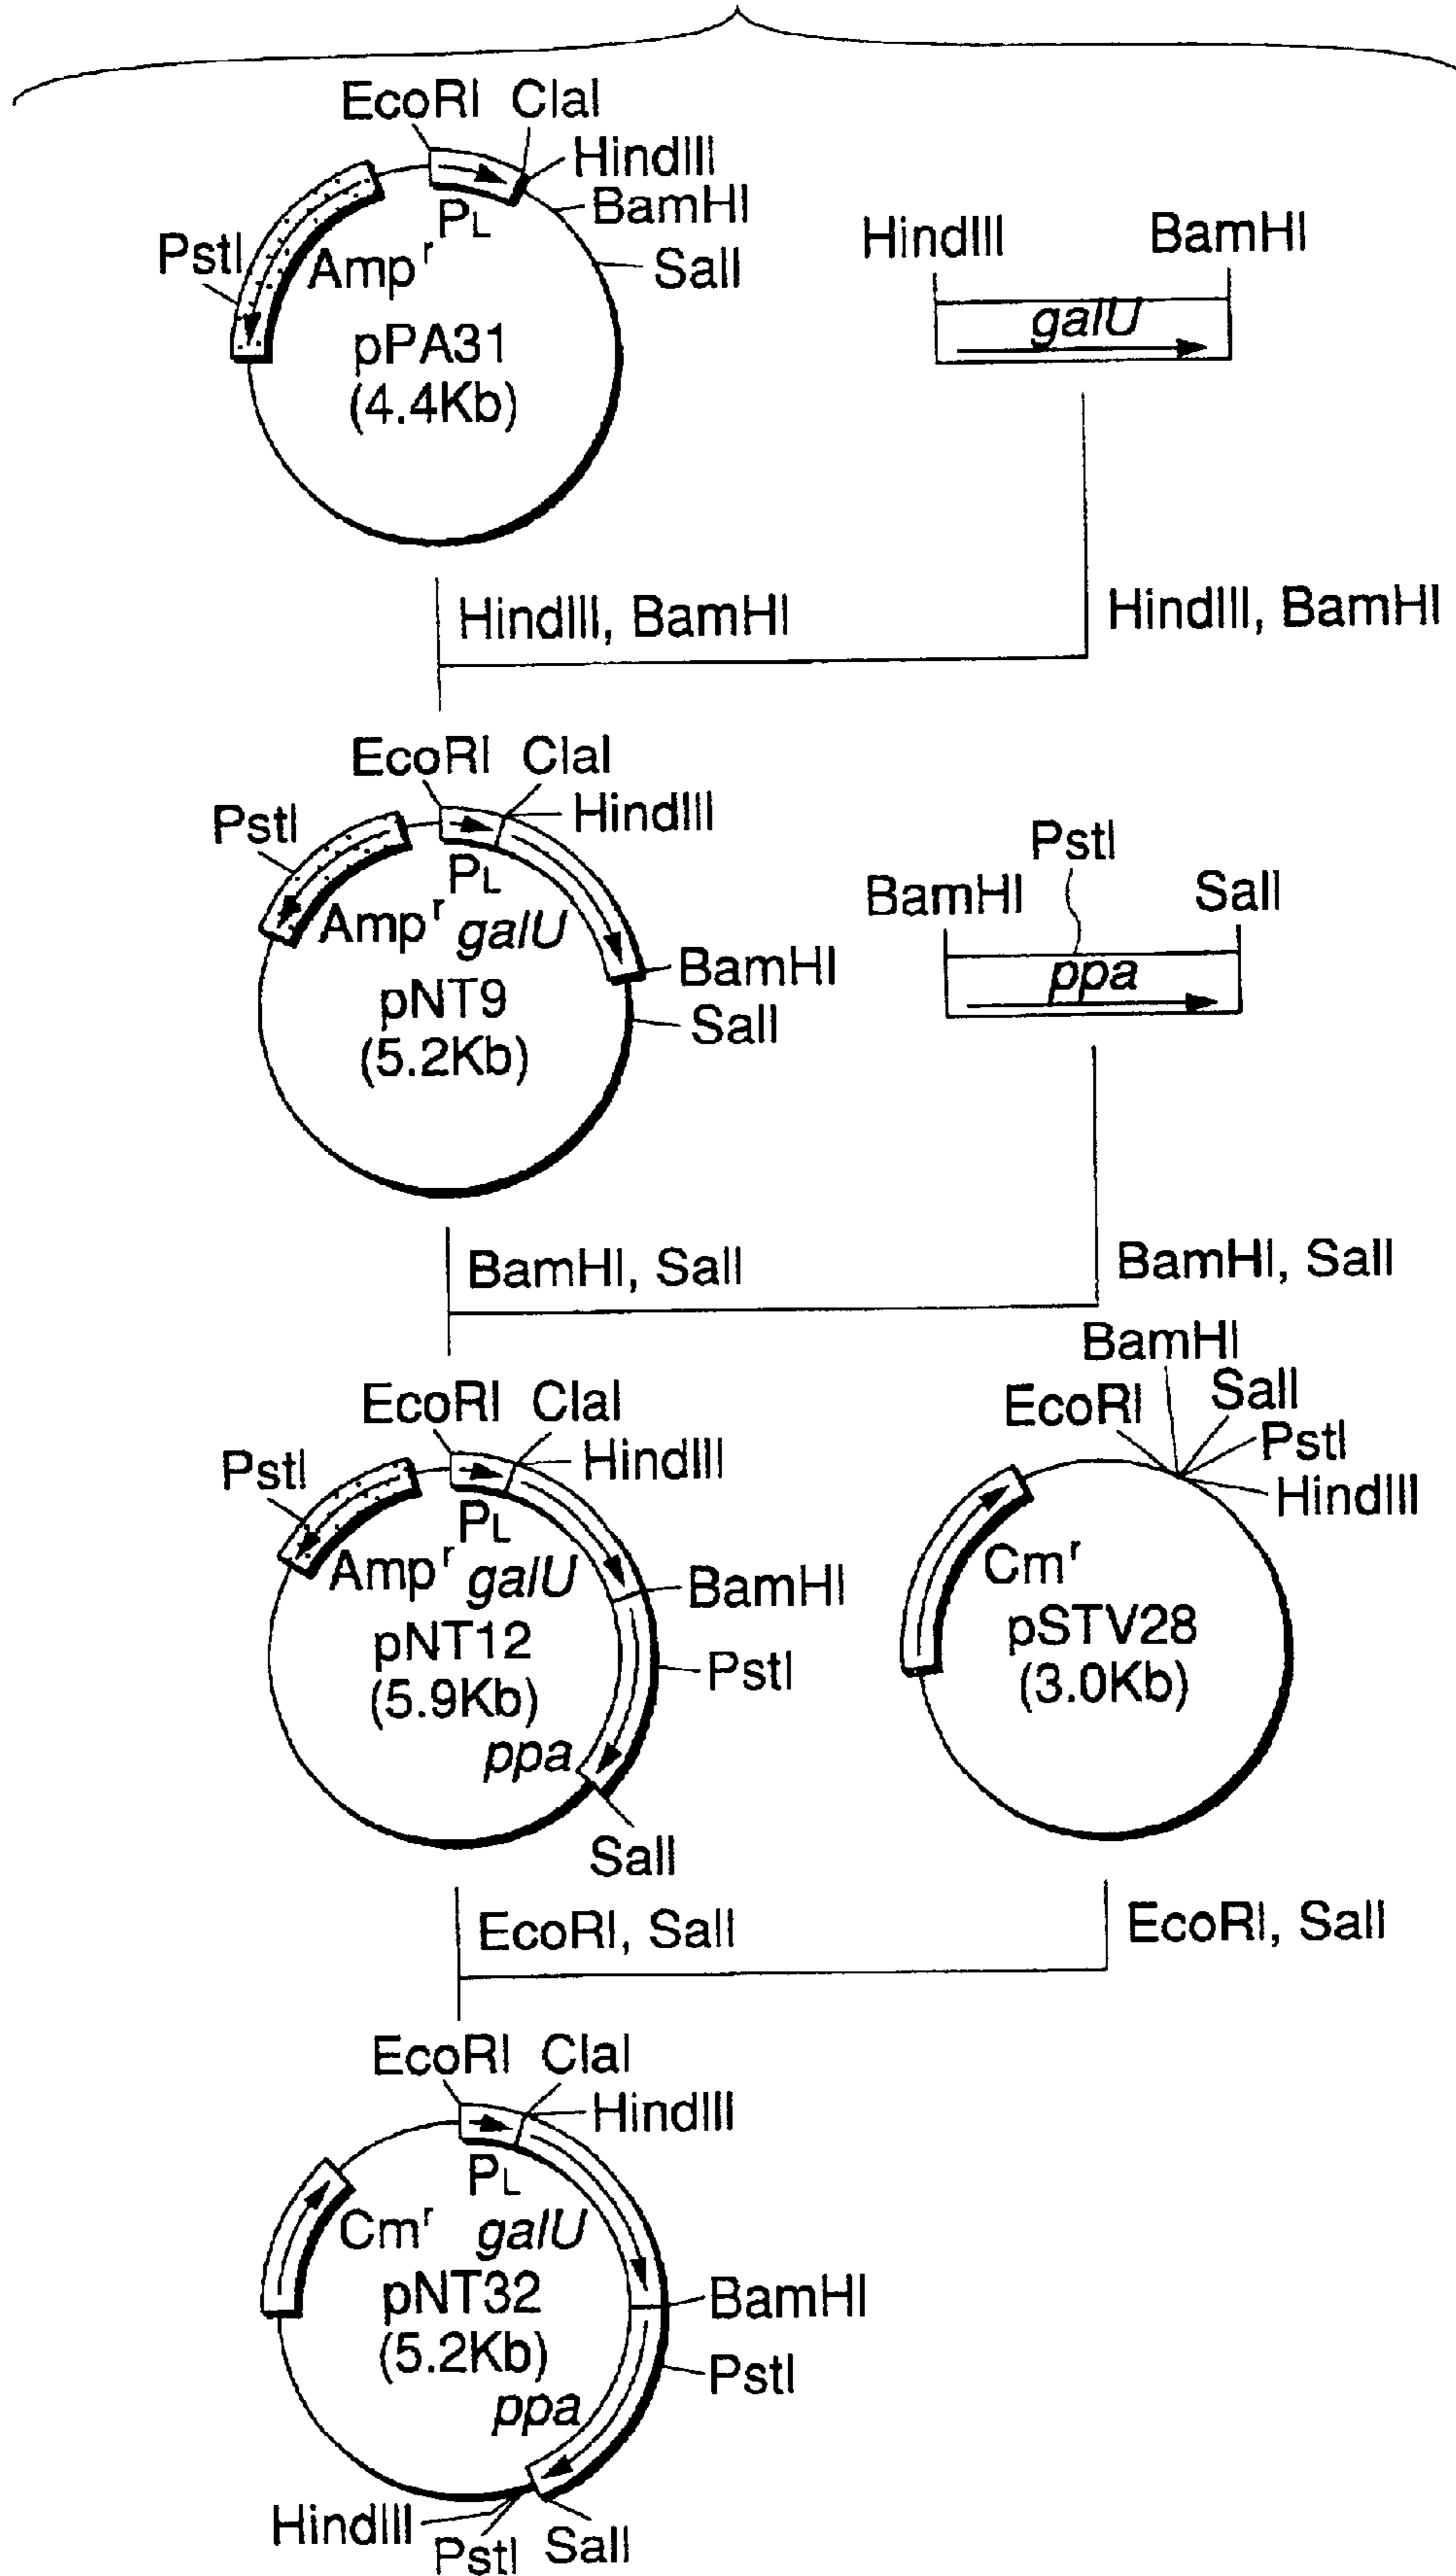 EcoRI ClaI
HindIII
BamHI
SalI
PstI
PL
Ampr
pPA31
(4.4Kb)
HindIII BamHI
galU
HindIII, BamHI
HindIII, BamHI
EcoRI ClaI
HindIII
PstI
PL
Ampr galU
BamHI
SalI
pNT9
(5.2Kb)
PstI
BamHI SalI
ppa
BamHI, SalI
BamHI, SalI
EcoRI ClaI
HindIII
PstI
PL
Ampr galU
BamHI
pNT12
(5.9Kb)
PstI
ppa
SalI
BamHI
EcoRI SalI
PstI
HindIII
Cmr
pSTV28
(3.0Kb)
EcoRI, SalI
EcoRI, SalI
EcoRI ClaI
HindIII
PL
Cmr galU
pNT32
(5.2Kb)
BamHI
PstI
ppa
HindIII
PstI SalI